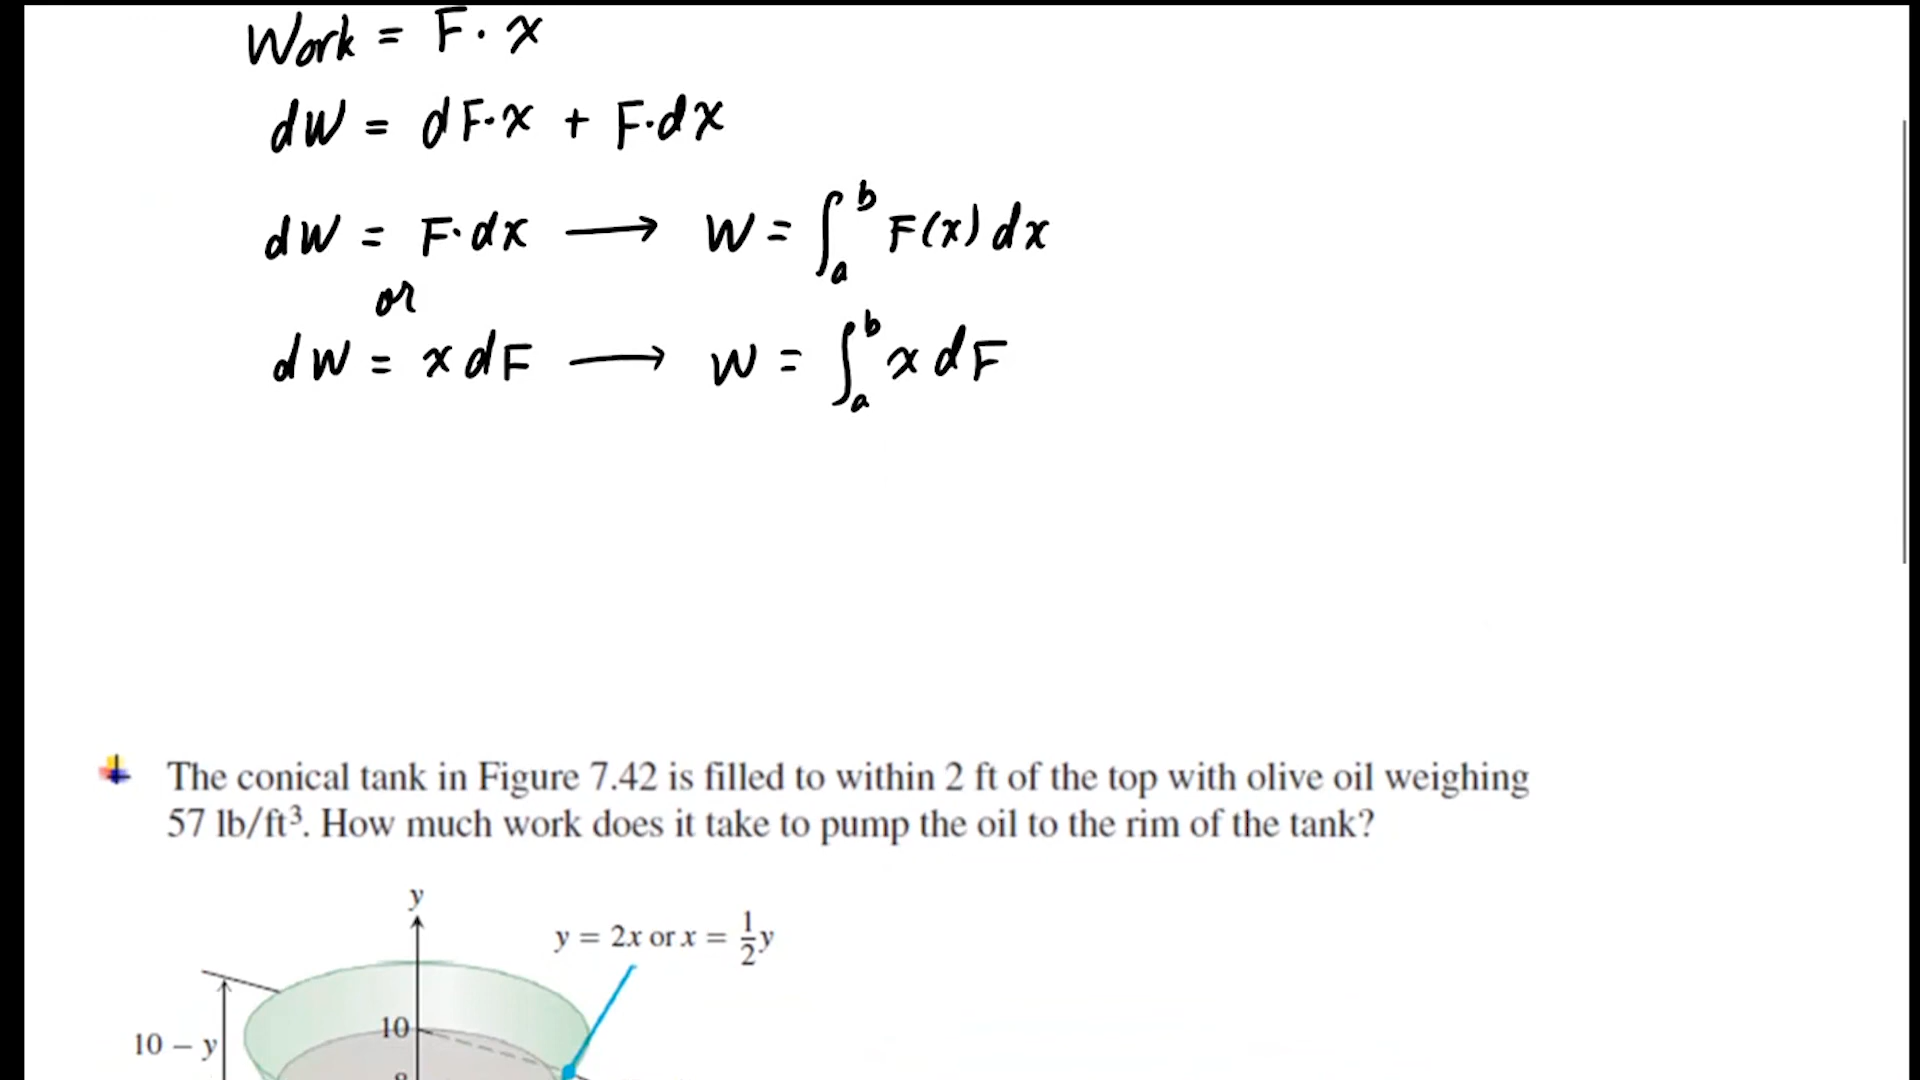 Work = F · x
dW = dF·x + F·dx
dW = F·dx ⟶ W = ∫ₐᵇ F(x) dx
or
dW = x dF ⟶ W = ∫ₐᵇ x dF
The conical tank in Figure 7.42 is filled to within 2 ft of the top with olive oil weighing
57 lb/ft³. How much work does it take to pump the oil to the rim of the tank?
y
y = 2x or x = 1/2 y
10
10 – y